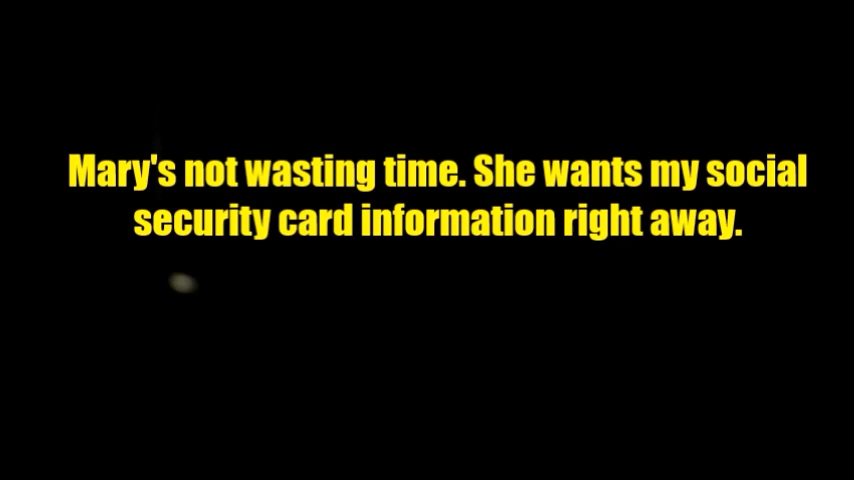 Mary's not wasting time. She wants my social
security card information right away.